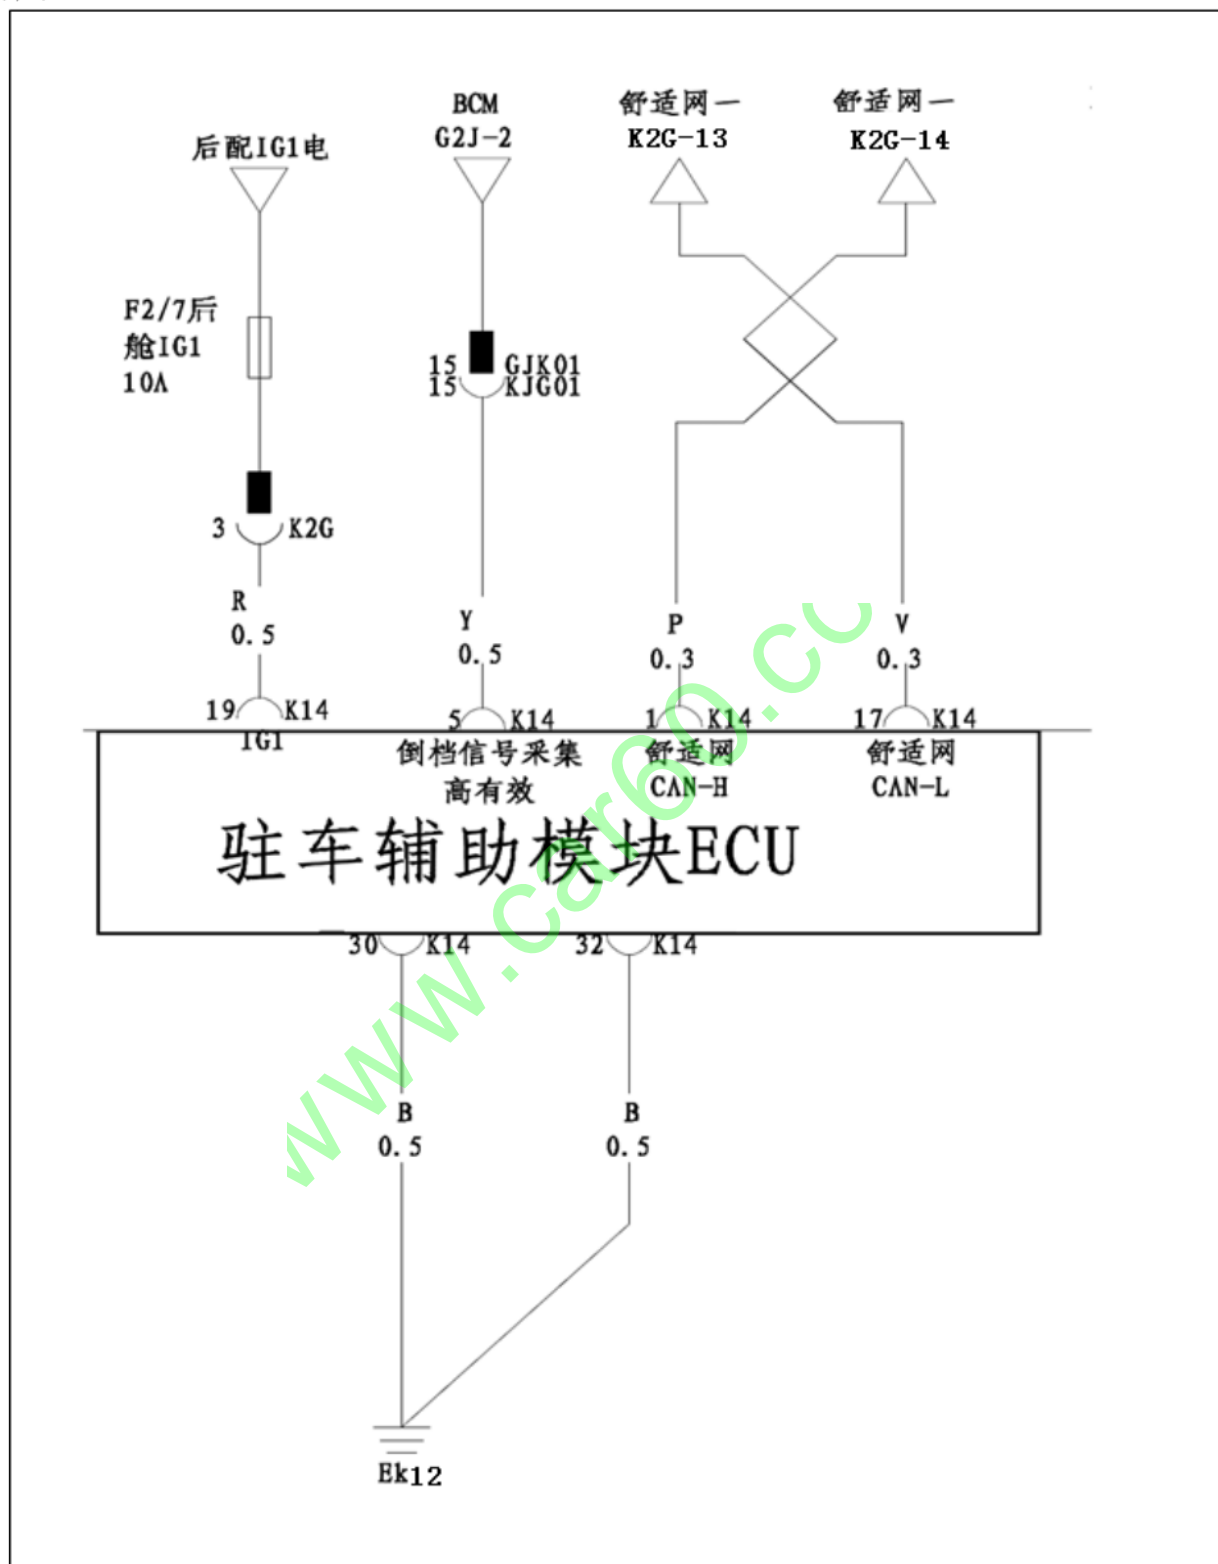 BCM
G2J-2
舒适网一
K2G-13
舒适网一
K2G-14
后配IG1电
F2/7后
舱IG1
10A
15 GJK01
15 KJG01
3 K2G
R
0.5
Y
0.5
P
0.3
V
0.3
19 K14
IG1
5 K14
倒档信号采集
高有效
1 K14
舒适网
CAN-H
17 K14
舒适网
CAN-L
驻车辅助模块ECU
30 K14
32 K14
B
0.5
B
0.5
Ek12
www.car60.co